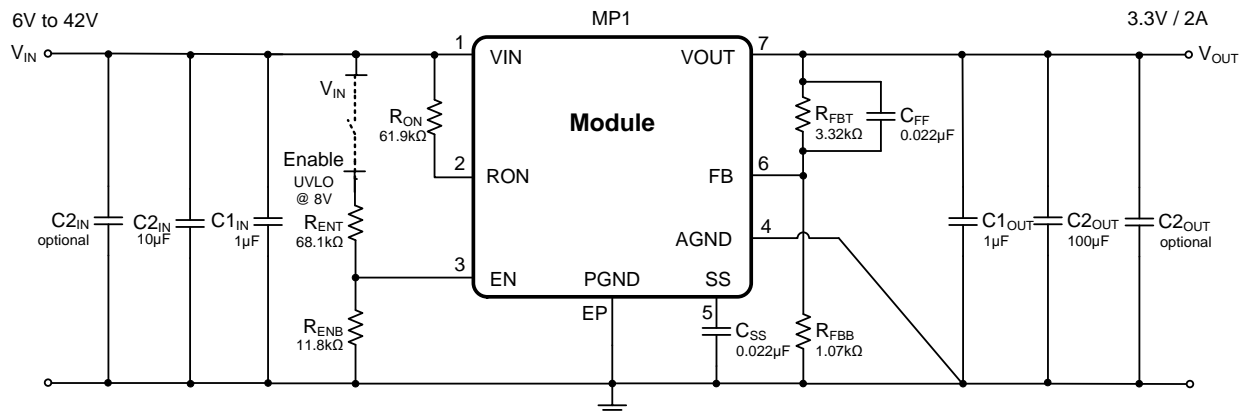 6V to 42V
MP1
3.3V / 2A
VIN
1
VIN
VOUT
7
VOUT
VIN
RON
61.9kΩ
Module
RFBT
3.32kΩ
CFF
0.022µF
Enable
2
RON
FB
6
UVLO
@ 8V
C2IN
optional
C2IN
10µF
C1IN
1µF
RENT
68.1kΩ
AGND
4
C1OUT
1µF
C2OUT
100µF
C2OUT
optional
3
EN
PGND
SS
EP
5
RENB
11.8kΩ
CSS
0.022µF
RFBB
1.07kΩ